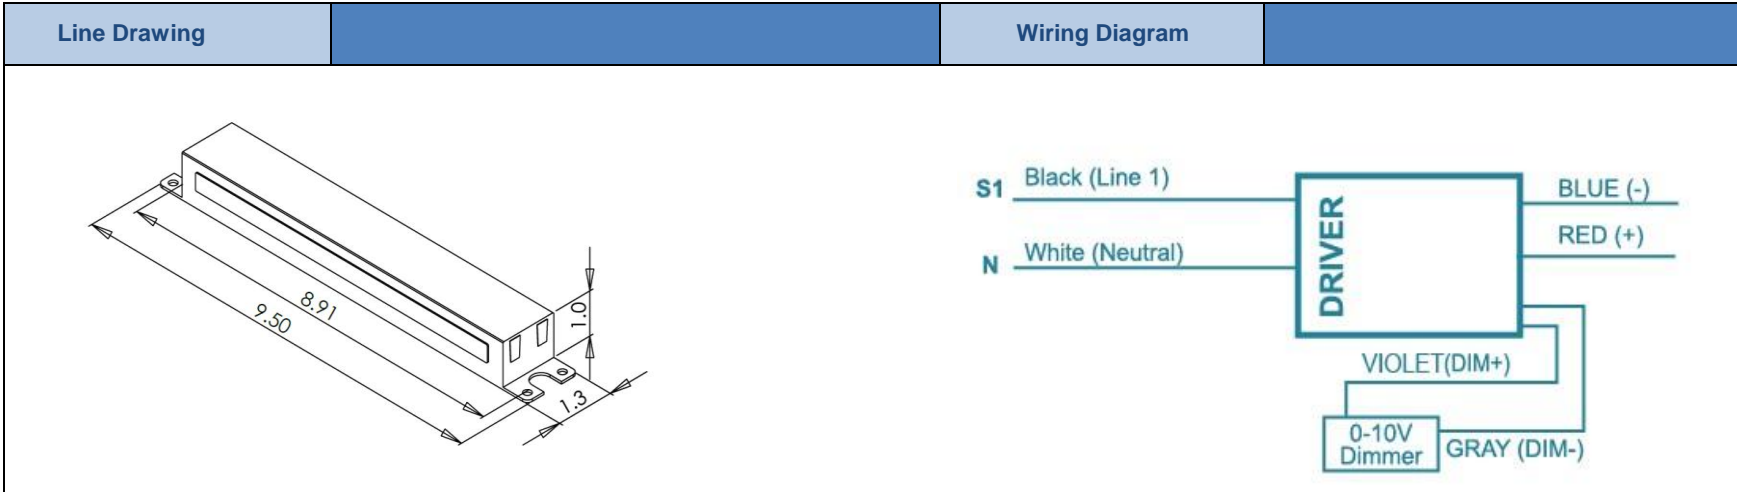 Line Drawing
Wiring Diagram
8.91
9.50
1.0
1.3
S1
Black (Line 1)
N
White (Neutral)
DRIVER
BLUE (-)
RED (+)
VIOLET(DIM+)
0-10V
Dimmer
GRAY (DIM-)